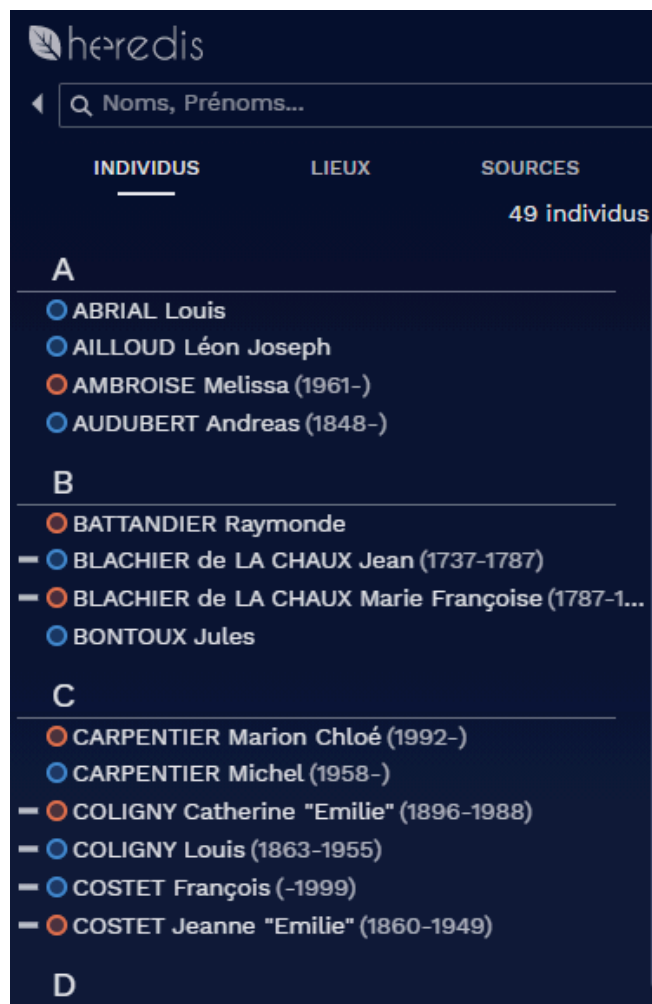 heredis
Noms, Prénoms...
INDIVIDUS LIEUX SOURCES
49 individus
A
ABRIAL Louis
AILLOUD Léon Joseph
AMBROISE Melissa (1961-)
AUDUBERT Andreas (1848-)
B
BATTANDIER Raymonde
BLACHIER de LA CHAUX Jean (1737-1787)
BLACHIER de LA CHAUX Marie Françoise (1787-1...
BONTOUX Jules
C
CARPENTIER Marion Chloé (1992-)
CARPENTIER Michel (1958-)
COLIGNY Catherine "Emilie" (1896-1988)
COLIGNY Louis (1863-1955)
COSTET François (-1999)
COSTET Jeanne "Emilie" (1860-1949)
D